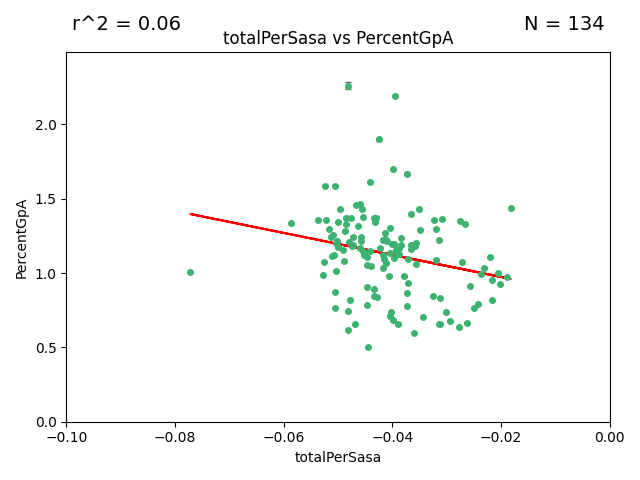 r^2 = 0.06
N = 134
totalPerSasa vs PercentGpA
PercentGpA
2.0
1.5
1.0
0.5
0.0
−0.10
−0.08
−0.06
−0.04
−0.02
0.00
totalPerSasa